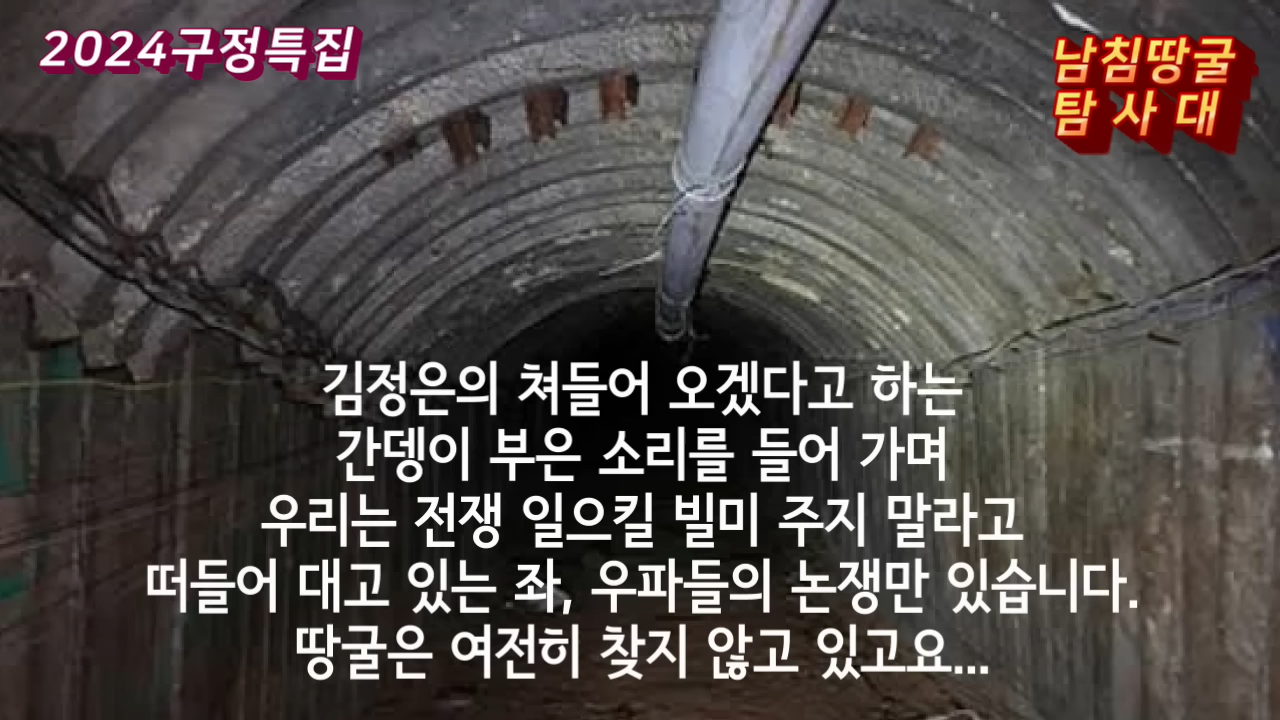 2024구정특집
남침땅굴
탐사대
김정은의 쳐들어 오겠다고 하는
간뎅이 부은 소리를 들어 가며
우리는 전쟁 일으킬 빌미 주지 말라고
떠들어 대고 있는 좌, 우파들의 논쟁만 있습니다.
땅굴은 여전히 찾지 않고 있고요...